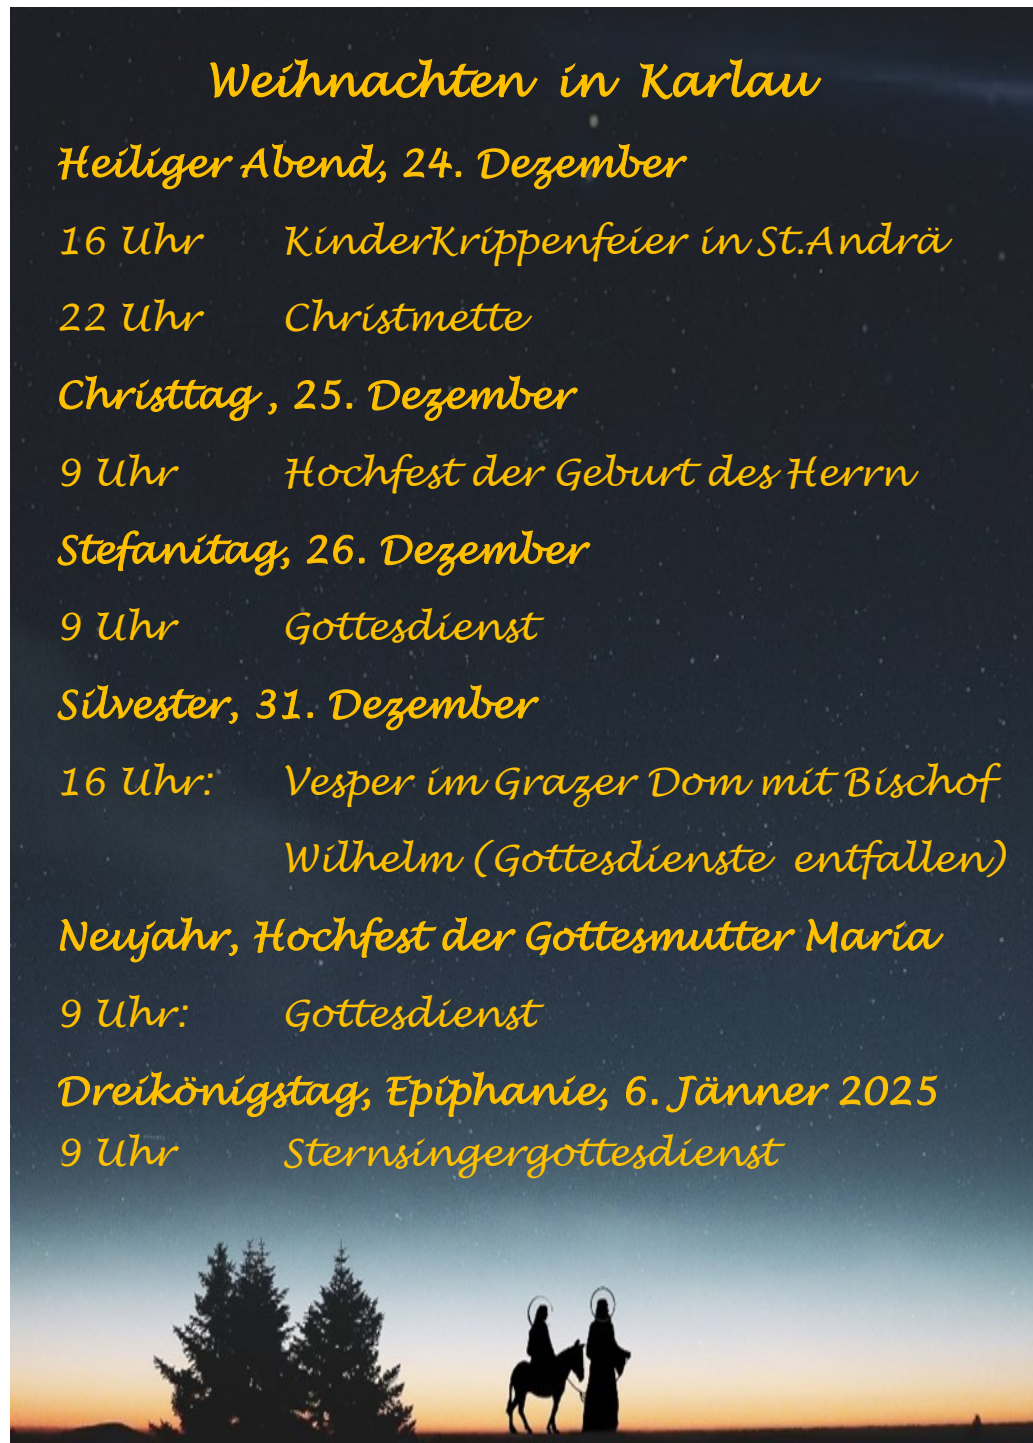 Weihnachten in Karlau
Heiliger Abend, 24. Dezember
16 Uhr KinderKrippenfeier in St.Andrä
22 Uhr Christmette
Christtag , 25. Dezember
9 Uhr Hochfest der Geburt des Herrn
Stefanitag, 26. Dezember
9 Uhr Gottesdienst
Silvester, 31. Dezember
16 Uhr: Vesper im Grazer Dom mit Bischof
Wilhelm (Gottesdienste entfallen)
Neujahr, Hochfest der Gottesmutter Maria
9 Uhr: Gottesdienst
Dreikönigstag, Epiphanie, 6. Jänner 2025
9 Uhr Sternsingergottesdienst